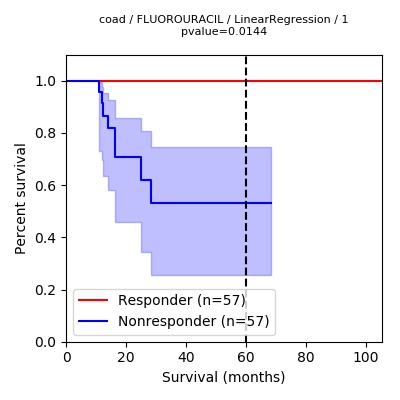 coad / FLUOROURACIL / LinearRegression / 1
pvalue=0.0144
1.0
0.8
0.6
0.4
0.2
0.0
Percent survival
Responder (n=57)
Nonresponder (n=57)
0 20 40 60 80 100
Survival (months)